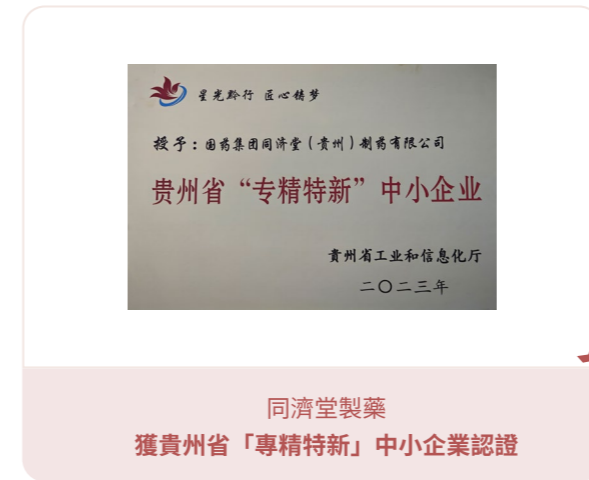 星光黔行 匠心铸梦
授予：国药集团同济堂（贵州）制药有限公司
贵州省“专精特新”中小企业
贵州省工业和信息化厅
二〇二三年
同濟堂製藥
獲貴州省「專精特新」中小企業認證